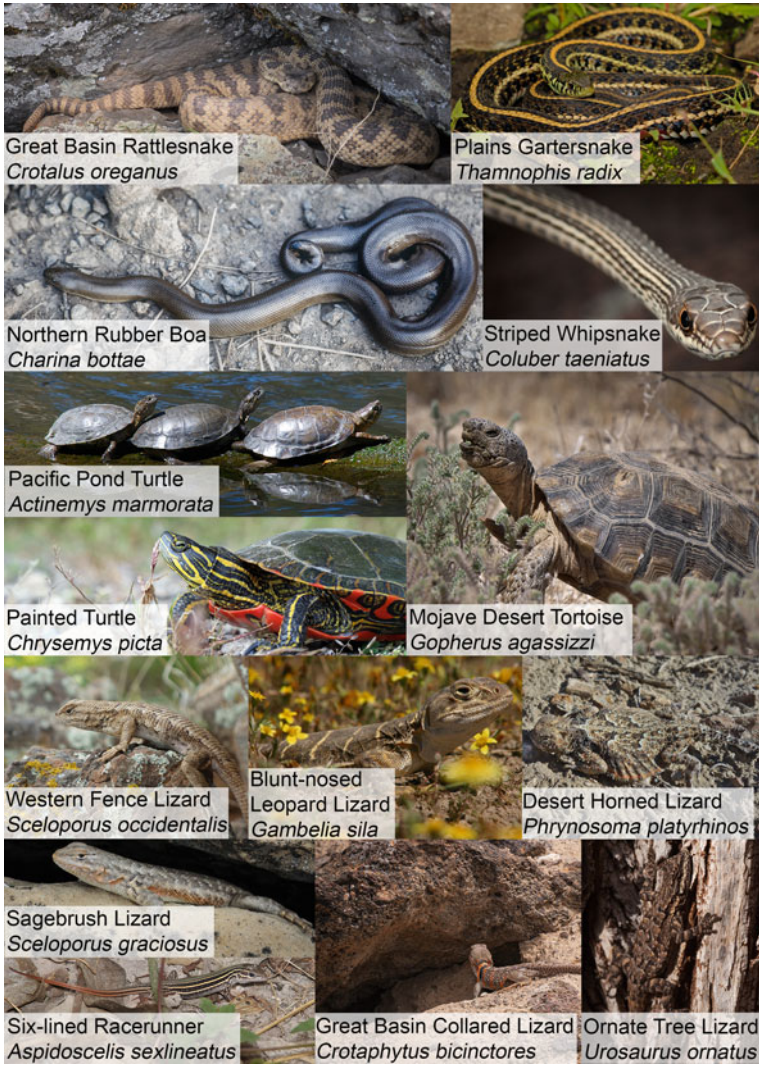 Great Basin Rattlesnake
Crotalus oreganus
Plains Gartersnake
Thamnophis radix
Northern Rubber Boa
Charina bottae
Striped Whipsnake
Coluber taeniatus
Pacific Pond Turtle
Actinemys marmorata
Painted Turtle
Chrysemys picta
Mojave Desert Tortoise
Gopherus agassizzi
Western Fence Lizard
Sceloporus occidentalis
Blunt-nosed
Leopard Lizard
Gambelia sila
Desert Horned Lizard
Phrynosoma platyrhinos
Sagebrush Lizard
Sceloporus graciosus
Six-lined Racerunner
Aspidoscelis sexlineatus
Great Basin Collared Lizard
Crotaphytus bicinctores
Ornate Tree Lizard
Urosaurus ornatus